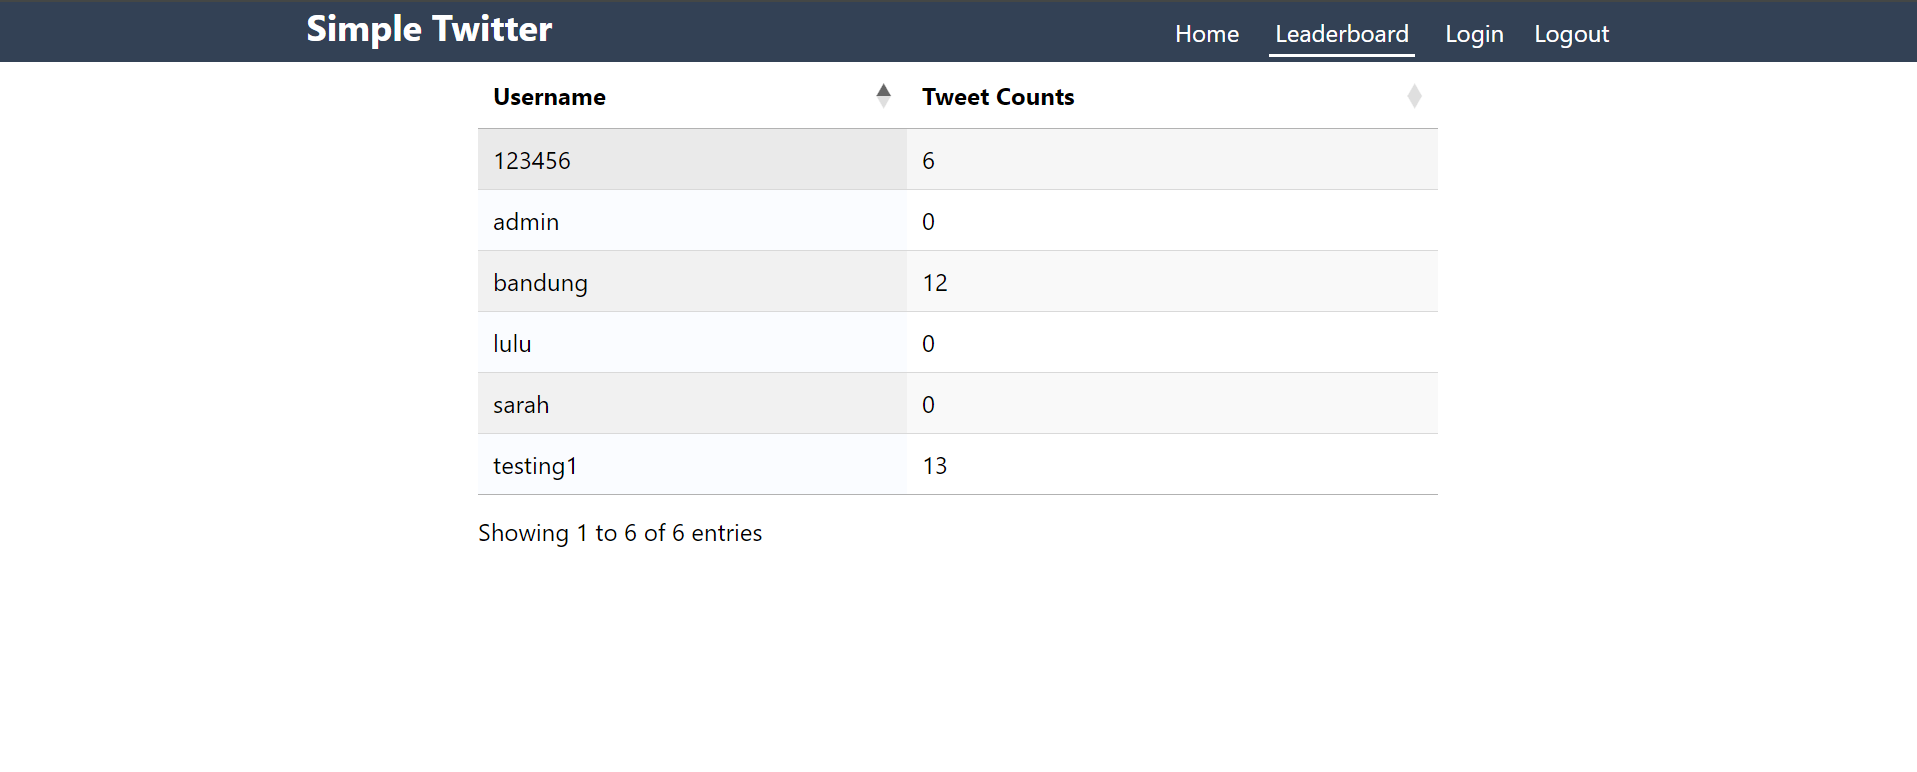 Simple Twitter
Home Leaderboard Login Logout
Username Tweet Counts
123456 6
admin 0
bandung 12
lulu 0
sarah 0
testing1 13
Showing 1 to 6 of 6 entries